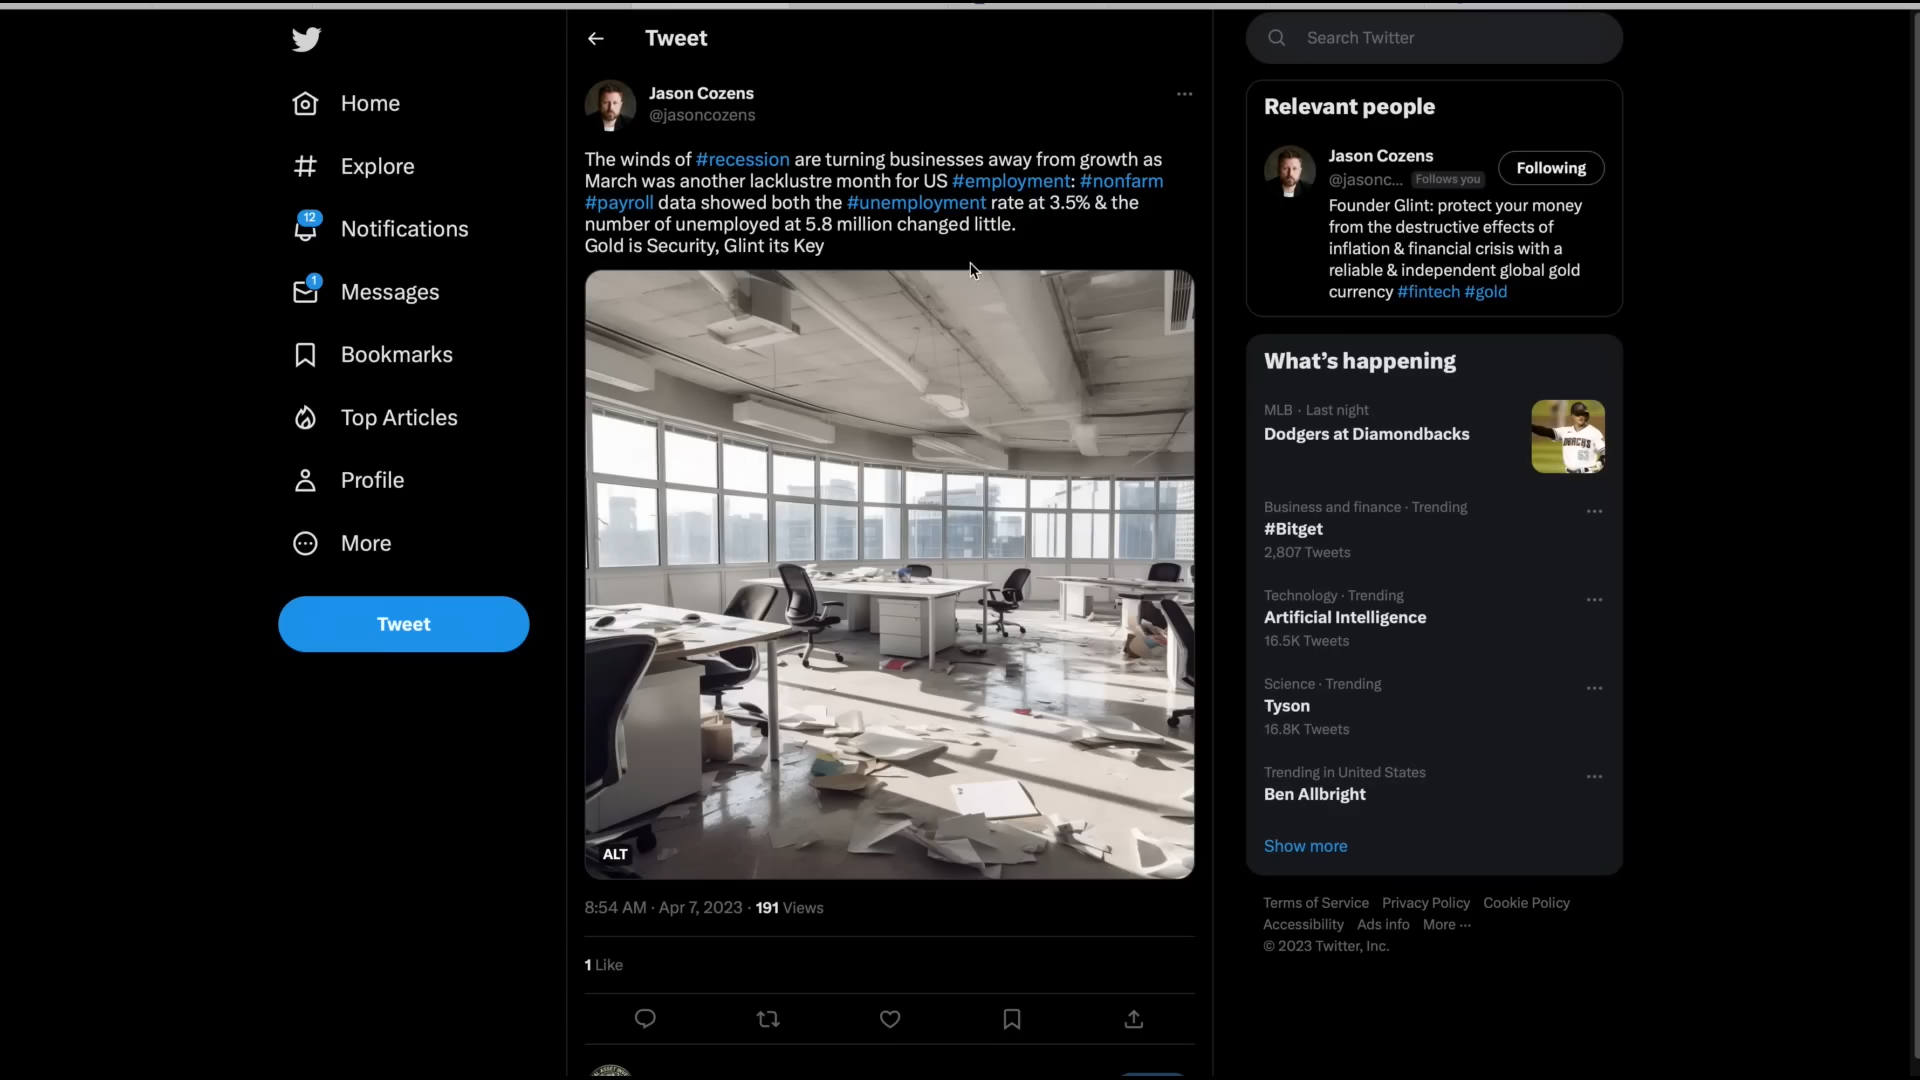 Home
Explore
12
Notifications
1
Messages
Bookmarks
Top Articles
Profile
More
Tweet
Tweet
Jason Cozens
@jasoncozens
The winds of #recession are turning businesses away from growth as
March was another lacklustre month for US #employment: #nonfarm
#payroll data showed both the #unemployment rate at 3.5% & the
number of unemployed at 5.8 million changed little.
Gold is Security, Glint its Key
ALT
8:54 AM · Apr 7, 2023 · 191 Views
1 Like
Search Twitter
Relevant people
Jason Cozens
@jasonc... Follows you
Following
Founder Glint: protect your money
from the destructive effects of
inflation & financial crisis with a
reliable & independent global gold
currency #fintech #gold
What's happening
MLB · Last night
Dodgers at Diamondbacks
Business and finance · Trending
#Bitget
2,807 Tweets
Technology · Trending
Artificial Intelligence
16.5K Tweets
Science · Trending
Tyson
16.8K Tweets
Trending in United States
Ben Allbright
Show more
Terms of Service Privacy Policy Cookie Policy
Accessibility Ads info More ···
© 2023 Twitter, Inc.